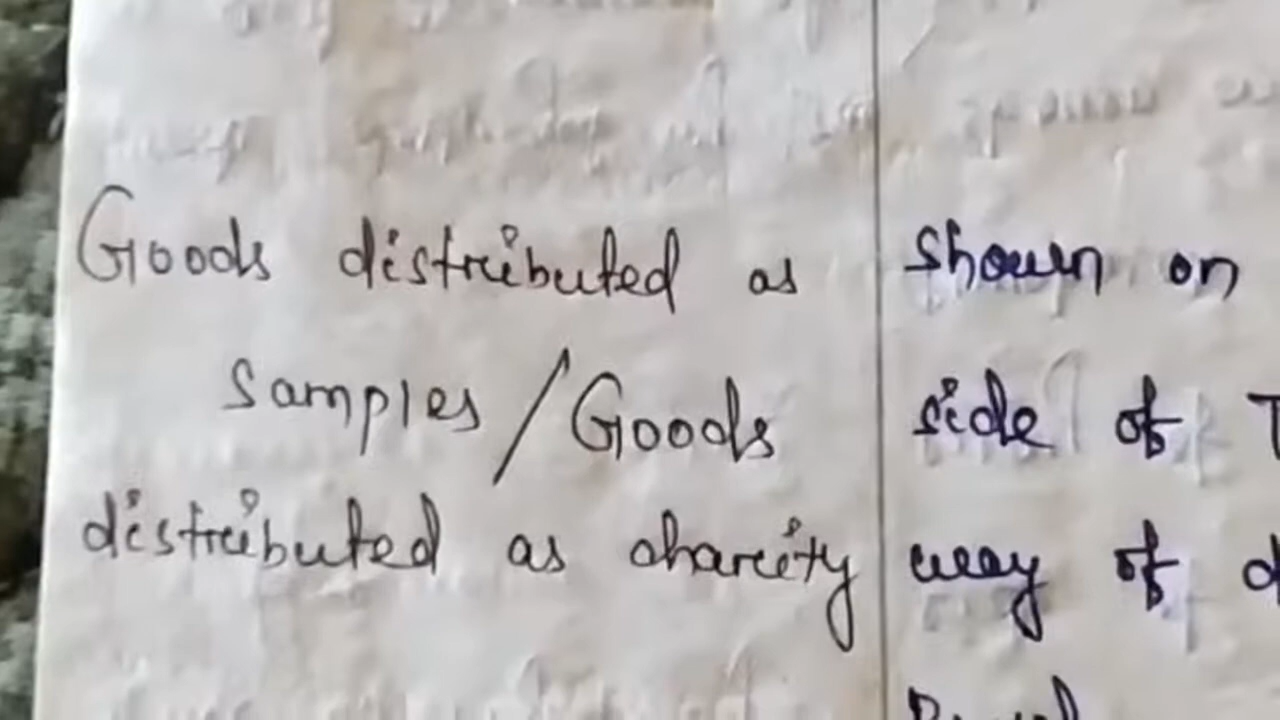 Goods distributed as
samples / Goods
distributed as charity
shown on
side of
way of